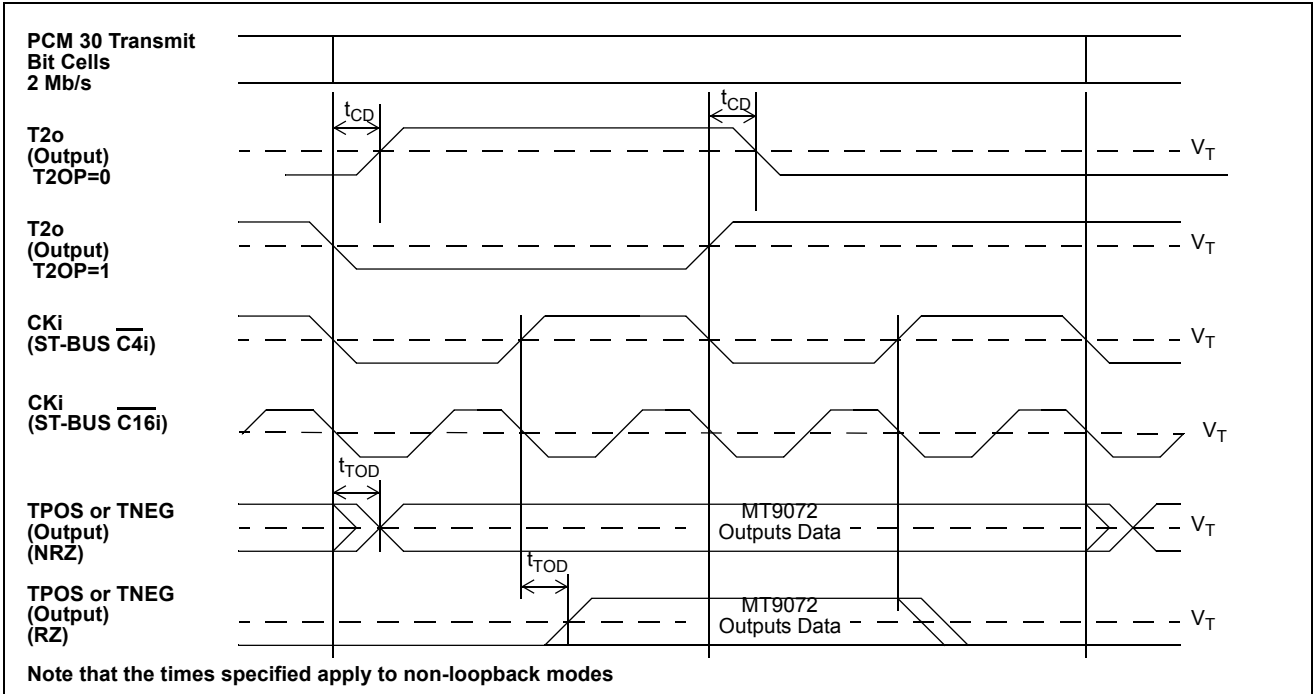 PCM 30 Transmit
Bit Cells
2 Mb/s
tCD
tCD
T2o
(Output)
T2OP=0
VT
T2o
(Output)
T2OP=1
VT
CKi
(ST-BUS C4i)
VT
CKi
(ST-BUS C16i)
VT
tTOD
TPOS or TNEG
(Output)
(NRZ)
MT9072
Outputs Data
VT
tTOD
TPOS or TNEG
(Output)
(RZ)
MT9072
Outputs Data
VT
Note that the times specified apply to non-loopback modes